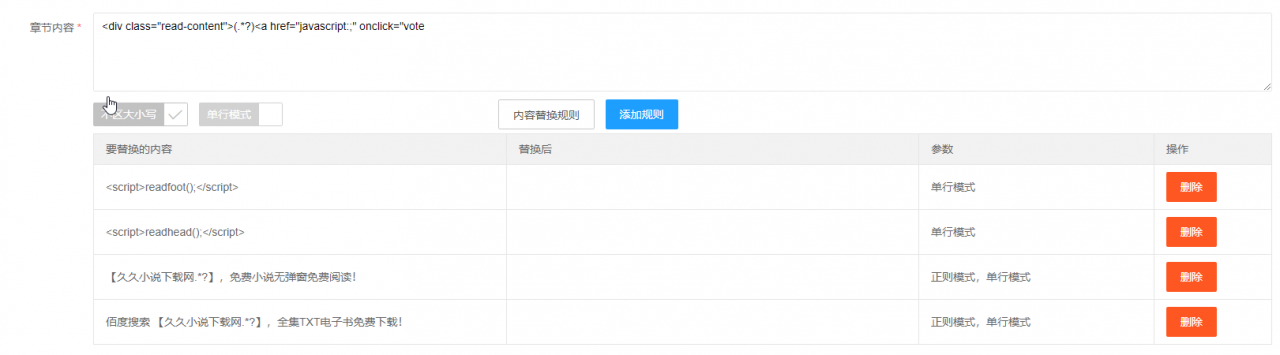 章节内容 *
<div class="read-content">(.*?)<a href="javascript:;" onclick="vote
不区大小写 单行模式 内容替换规则 添加规则
要替换的内容 替换后 参数 操作
<script>readfoot();</script> 单行模式 删除
<script>readhead();</script> 单行模式 删除
【久久小说下载网.*?】，免费小说无弹窗免费阅读！ 正则模式，单行模式 删除
佰度搜索 【久久小说下载网.*?】，全集TXT电子书免费下载！ 正则模式，单行模式 删除